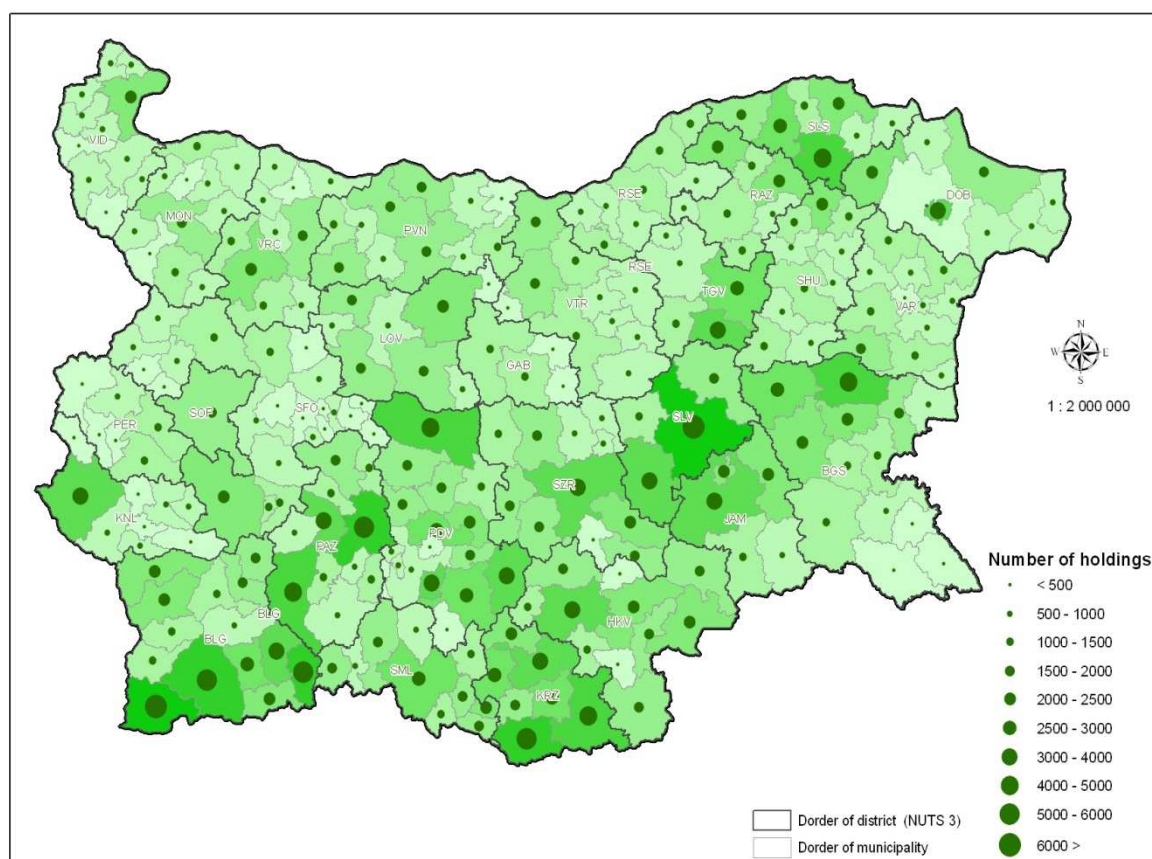 SLS
VID
DOB
RSE
RAZ
MON
PVN
VRC
RSE
TGV
SHU
VTR
VAR
LOV
GAB
SOF
SFO
PER
SLV
BGS
SZR
KNL
PDV
JAM
PAZ
BLG
HKV
BLG
SML
KRZ
N
W E
S
1 : 2 000 000
Number of holdings
< 500
500 - 1000
1000 - 1500
1500 - 2000
2000 - 2500
2500 - 3000
3000 - 4000
4000 - 5000
5000 - 6000
6000 >
Dorder of district (NUTS 3)
Dorder of municipality